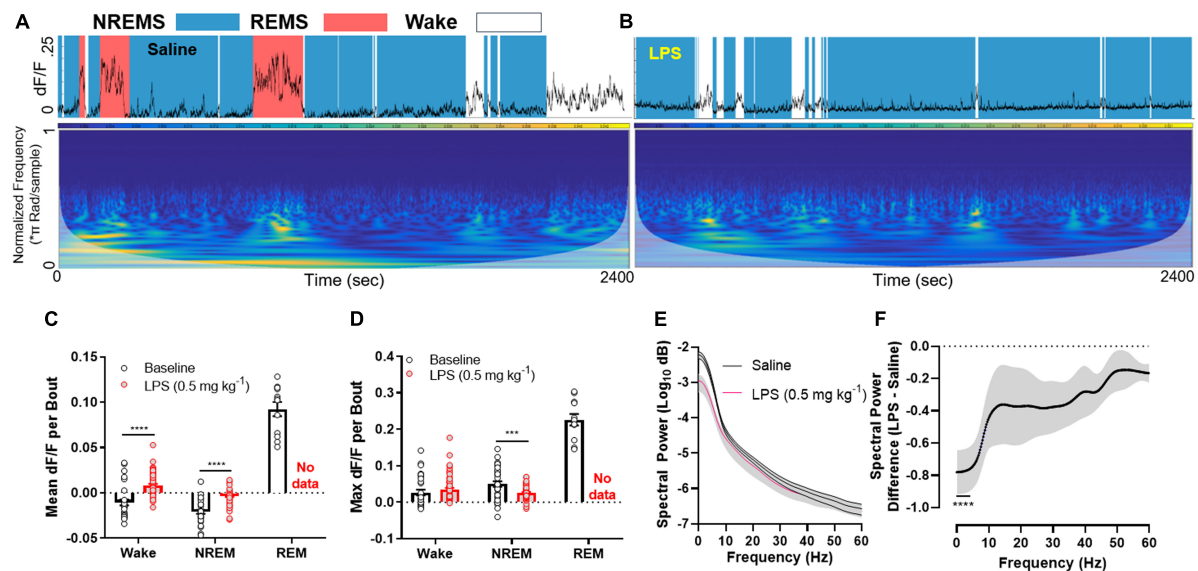 A NREMS REMS Wake
B
Saline
LPS
dF/F
.25
0
Normalized Frequency
(*π Rad/sample)
1
0
0 Time (sec) 2400
Time (sec) 2400
C
Mean dF/F per Bout
0.15
0.10
0.05
0.00
-0.05
Baseline
LPS (0.5 mg kg-1)
****
****
No
data
Wake NREM REM
D
Max dF/F per Bout
0.4
0.3
0.2
0.1
0.0
-0.1
Baseline
LPS (0.5 mg kg-1)
***
No
data
Wake NREM REM
E
Spectral Power (Log10 dB)
-2
-3
-4
-5
-6
-7
Saline
LPS (0.5 mg kg-1)
0 10 20 30 40 50 60
Frequency (Hz)
F
Spectral Power
Difference (LPS - Saline)
0.0
-0.2
-0.4
-0.6
-0.8
-1.0
****
0 10 20 30 40 50 60
Frequency (Hz)